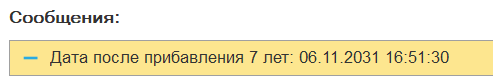 Сообщения:
— Дата после прибавления 7 лет: 06.11.2031 16:51:30